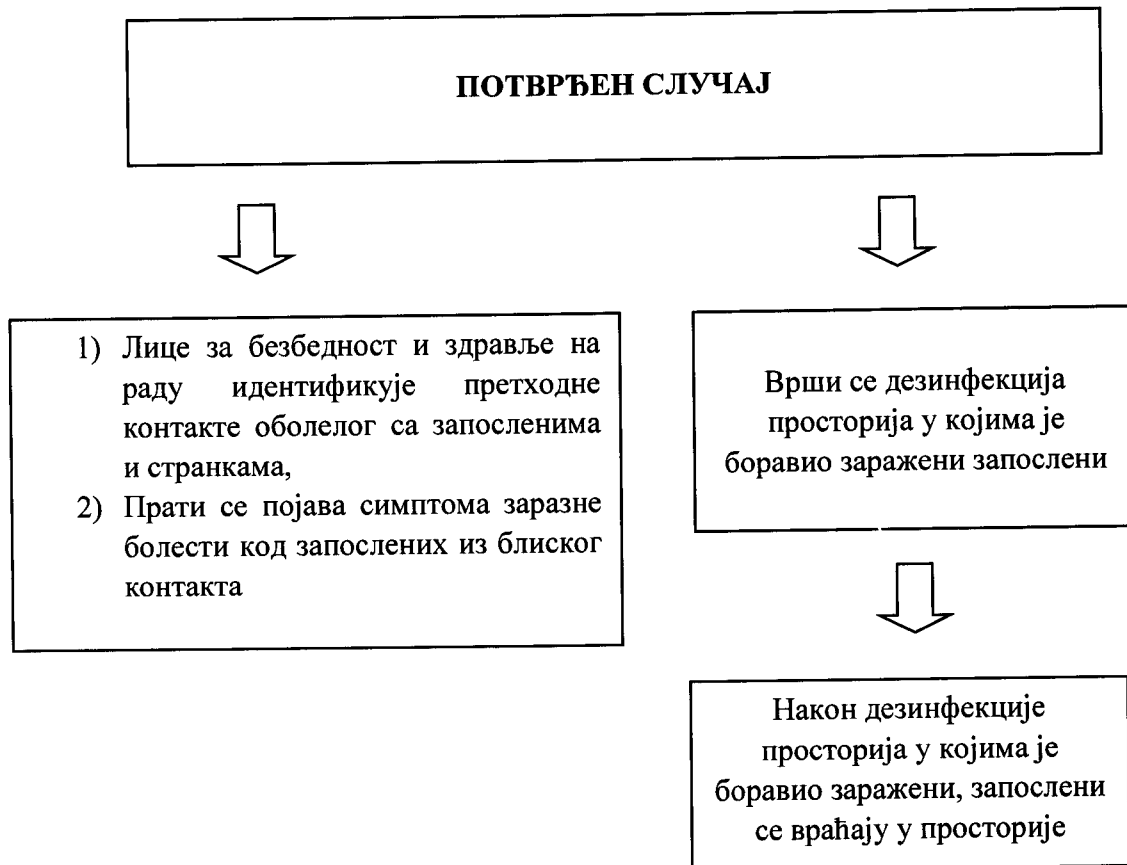 ПОТВРЂЕН СЛУЧАЈ
1) Лице за безбедност и здравље на
раду идентификује претходне
контакте оболелог са запосленима
и странкама,
2) Прати се појава симптома заразне
болести код запослених из блиског
контакта
Врши се дезинфекција
просторија у којима је
боравио заражени запослени
Након дезинфекције
просторија у којима је
боравио заражени, запослени
се враћају у просторије